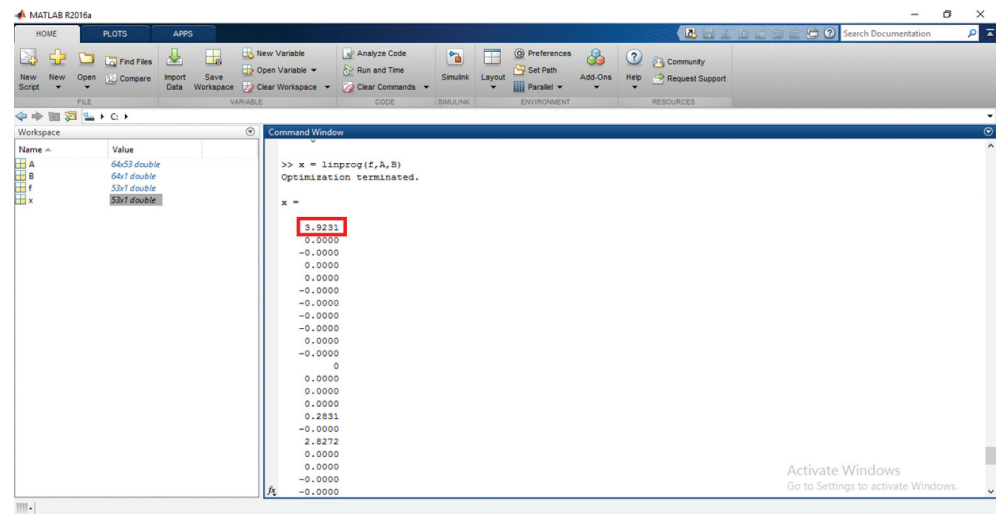 MATLAB R2016a
HOME PLOTS APPS
Search Documentation
New Script
New
Open
Find Files
Compare
Import Data
Save Workspace
New Variable
Open Variable
Clear Workspace
Analyze Code
Run and Time
Clear Commands
Simulink
Layout
Preferences
Set Path
Parallel
Add-Ons
Help
Community
Request Support
FILE VARIABLE CODE SIMULINK ENVIRONMENT RESOURCES
C:
Workspace
Name Value
A 64x53 double
B 64x1 double
f 53x1 double
x 53x1 double
Command Window
>> x = linprog(f,A,B)
Optimization terminated.
x =
3.9231
0.0000
-0.0000
0.0000
0.0000
-0.0000
-0.0000
-0.0000
-0.0000
0.0000
-0.0000
0
0.0000
0.0000
0.0000
0.2831
-0.0000
2.8272
0.0000
0.0000
-0.0000
fx -0.0000
Activate Windows
Go to Settings to activate Windows.